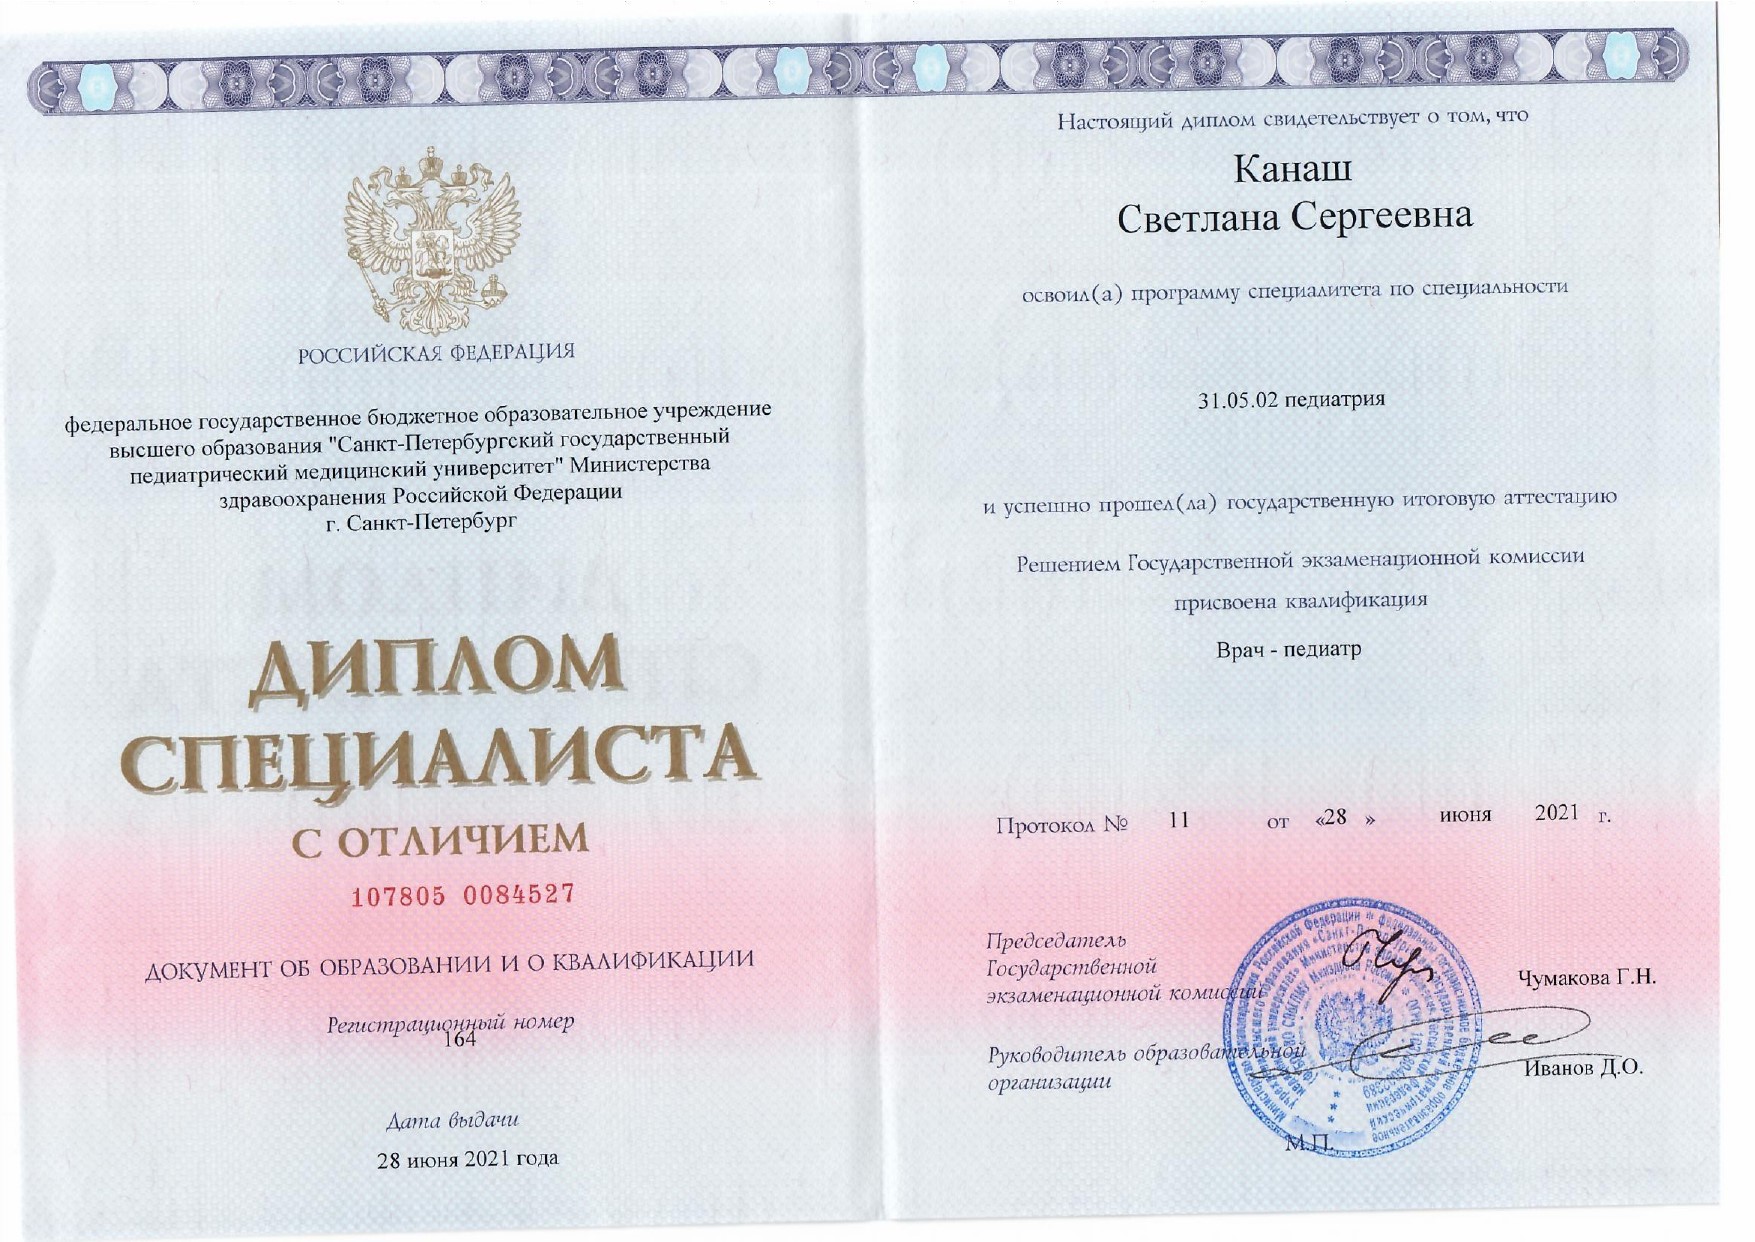 РОССИЙСКАЯ ФЕДЕРАЦИЯ
федеральное государственное бюджетное образовательное учреждение
высшего образования "Санкт-Петербургский государственный
педиатрический медицинский университет" Министерства
здравоохранения Российской Федерации
г. Санкт-Петербург
ДИПЛОМ
СПЕЦИАЛИСТА
С ОТЛИЧИЕМ
107805 0084527
ДОКУМЕНТ ОБ ОБРАЗОВАНИИ И О КВАЛИФИКАЦИИ
Регистрационный номер
164
Дата выдачи
28 июня 2021 года
Настоящий диплом свидетельствует о том, что
Канаш
Светлана Сергеевна
освоил(а) программу специалитета по специальности
31.05.02 педиатрия
и успешно прошел(ла) государственную итоговую аттестацию
Решением Государственной экзаменационной комиссии
присвоена квалификация
Врач - педиатр
Протокол № 11 от «28 » июня 2021 г.
Председатель
Государственной
экзаменационной комиссии
Чумакова Г.Н.
Руководитель образовательной
организации
Иванов Д.О.
М.П.